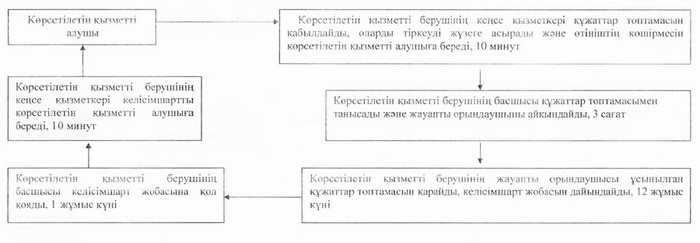 Көрсетілетін қызметті
алушы
Көрсетілетін қызметті берушінің кеңсе қызметкері құжаттар топтамасын
қабылдайды, оларды тіркеуді жүзеге асырады және өтініштің көшірмесін
көрсетілетін қызметті алушыға береді, 10 минут
Көрсетілетін қызметті берушінің басшысы құжаттар топтамасымен
танысады және жауапты орындаушыны айқындайды, 3 сағат
Көрсетілетін қызметті берушінің жауапты орындаушысы ұсынылған
құжаттар топтамасын қарайды, келісімшарт жобасын дайындайды, 12 жұмыс
күні
Көрсетілетін қызметті берушінің
басшысы келісімшарт жобасына қол
қояды, 1 жұмыс күні
Көрсетілетін қызметті берушінің
кеңсе қызметкері келісімшартты
көрсетілетін қызметті алушыға
береді, 10 минут